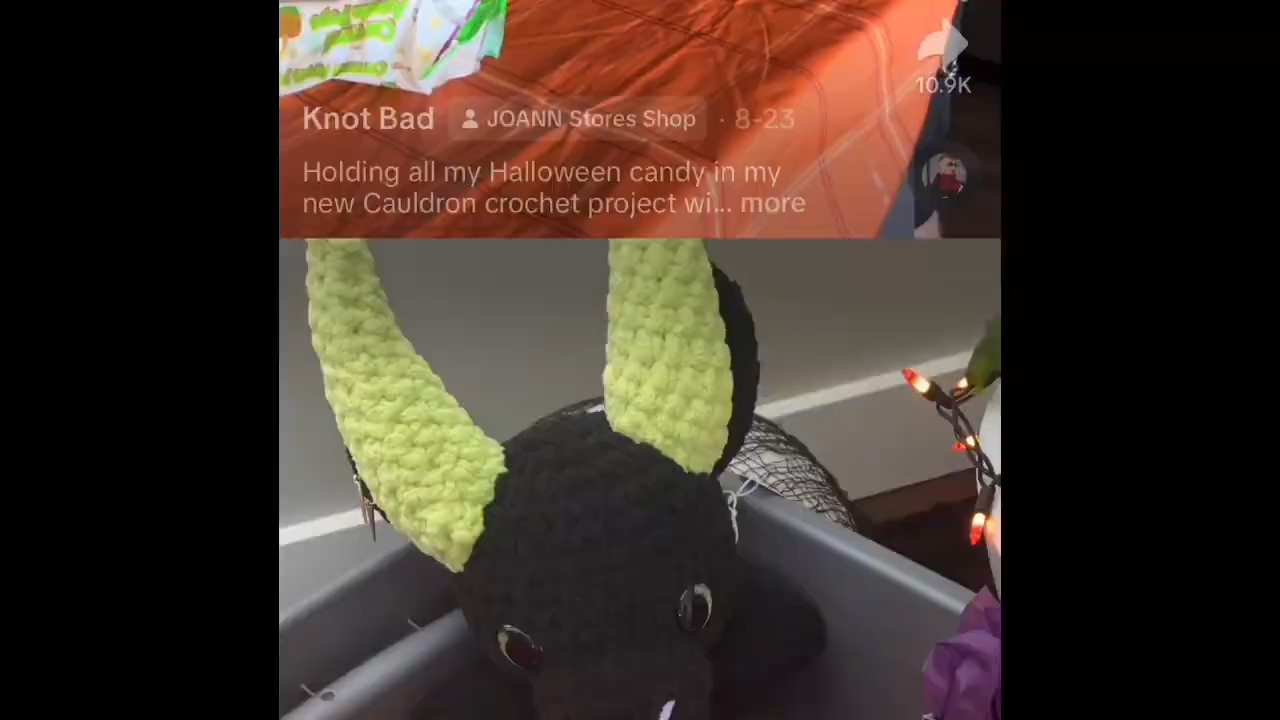 10.9K
Knot Bad JOANN Stores Shop · 8-23
Holding all my Halloween candy in my
new Cauldron crochet project wi... more